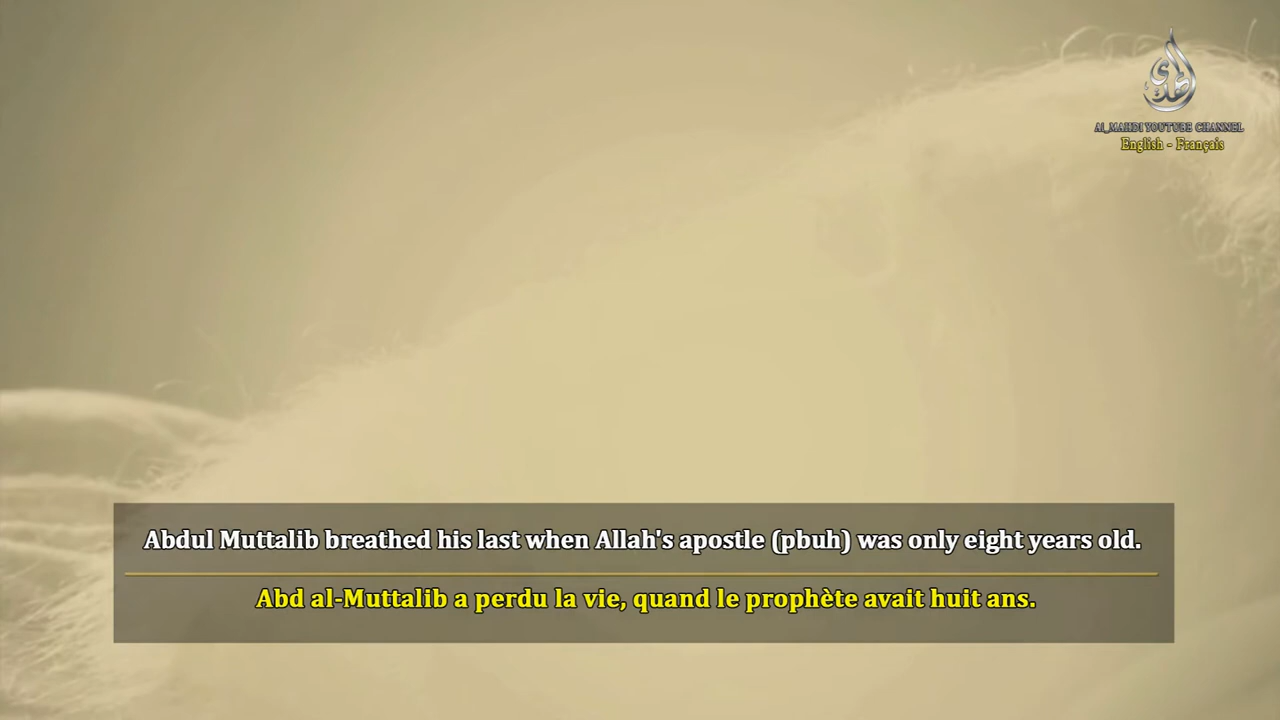 المهدي
Al_MAHDI YOUTUBE CHANNEL
English - Français
Abdul Muttalib breathed his last when Allah's apostle (pbuh) was only eight years old.
Abd al-Muttalib a perdu la vie, quand le prophète avait huit ans.